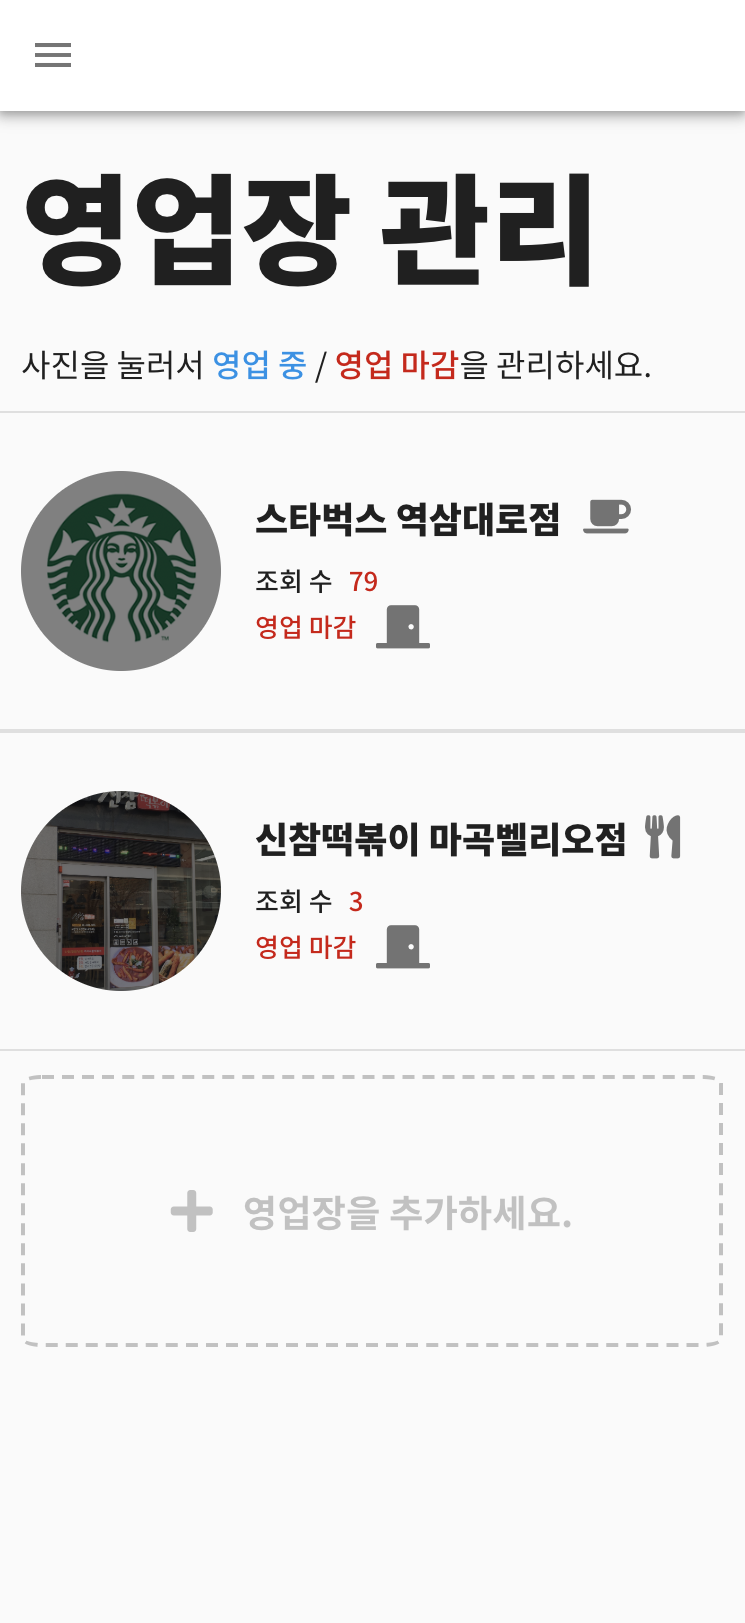 영업장 관리
사진을 눌러서 영업 중 / 영업 마감을 관리하세요.
스타벅스 역삼대로점
조회 수 79
영업 마감
TM
신참떡볶이 마곡벨리오점
조회 수 3
영업 마감
영업장을 추가하세요.